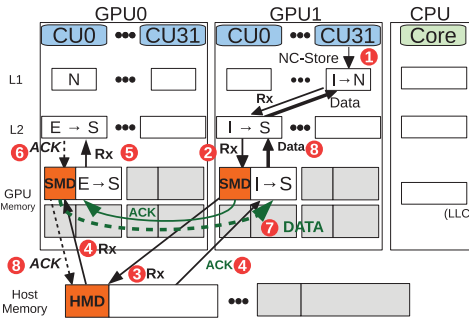 GPU0 GPU1 CPU
CU0 ••• CU31 CU0 ••• CU31 Core
NC-Store 1
L1 N ••• ••• I→N
Rx
Data
L2 E → S ••• I → S •••
6 ACK Rx 5 2 Rx Data 8
GPU Memory SMD E→S SMD I→S
ACK (LLC)
7 DATA
4 Rx
8 ACK 3 Rx ACK 4
Host Memory HMD •••